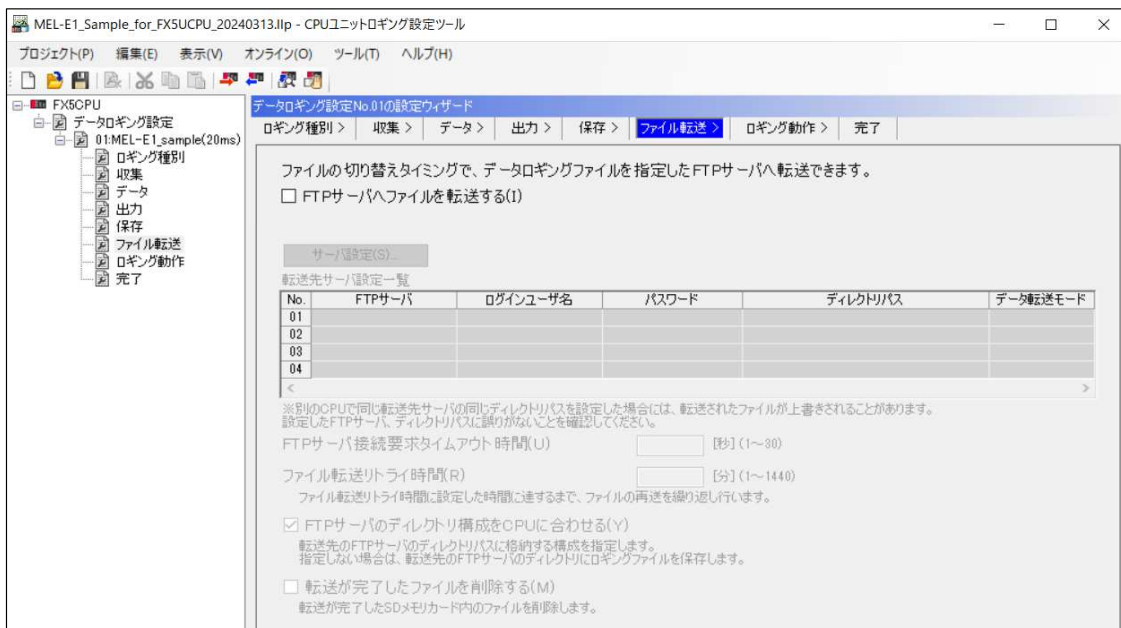 MEL-E1_Sample_for_FX5UCPU_20240313.llp - CPUユニットロギング設定ツール
プロジェクト(P) 編集(E) 表示(V) オンライン(O) ツール(T) ヘルプ(H)
FX5CPU
データロギング設定
01:MEL-E1_sample(20ms)
ロギング種別
収集
データ
出力
保存
ファイル転送
ロギング動作
完了
データロギング設定No.01の設定ウィザード
ロギング種別 > 収集 > データ > 出力 > 保存 > ファイル転送 > ロギング動作 > 完了
ファイルの切り替えタイミングで、データロギングファイルを指定したFTPサーバへ転送できます。
FTPサーバへファイルを転送する(I)
サーバ設定(S)...
転送先サーバ設定一覧
No. FTPサーバ ログインユーザ名 パスワード ディレクトリパス データ転送モード
01
02
03
04
※別のCPUで同じ転送先サーバの同じディレクトリパスを設定した場合には、転送されたファイルが上書きされることがあります。
設定したFTPサーバ、ディレクトリパスに誤りがないことを確認してください。
FTPサーバ接続要求タイムアウト時間(U) [秒] (1～30)
ファイル転送リトライ時間(R) [分] (1～1440)
ファイル転送リトライ時間に設定した時間に達するまで、ファイルの再送を繰り返し行います。
FTPサーバのディレクトリ構成をCPUに合わせる(Y)
転送先のFTPサーバのディレクトリパスに格納する構成を指定します。
指定しない場合は、転送先のFTPサーバのディレクトリにロギングファイルを保存します。
転送が完了したファイルを削除する(M)
転送が完了したSDメモリカード内のファイルを削除します。